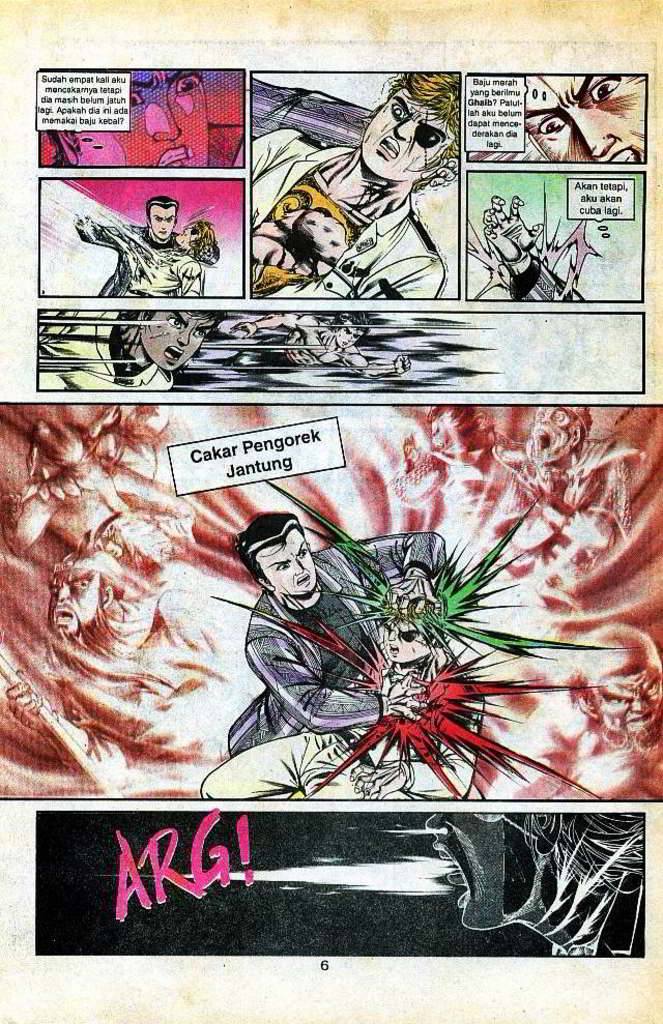 Sudah empat kali aku
mencakarnya tetapi
dia masih belum jatuh
lagi. Apakah dia ini ada
memakai baju kebal?
Baju merah
yang berilmu
Ghaib? Patut-
lah aku belum
dapat mence-
derakan dia
lagi.
Akan tetapi,
aku akan
cuba lagi.
Cakar Pengorek
Jantung
ARG!
6